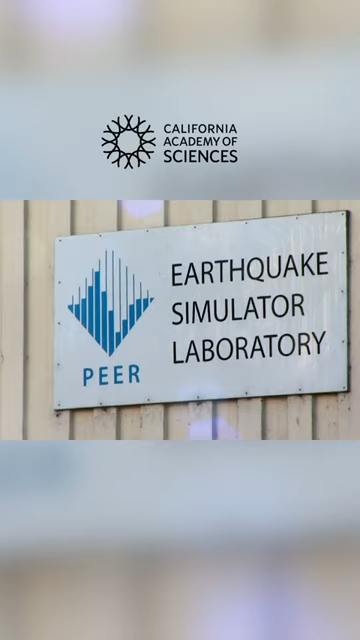 CALIFORNIA
ACADEMY OF
SCIENCES
EARTHQUAKE
SIMULATOR
LABORATORY
PEER